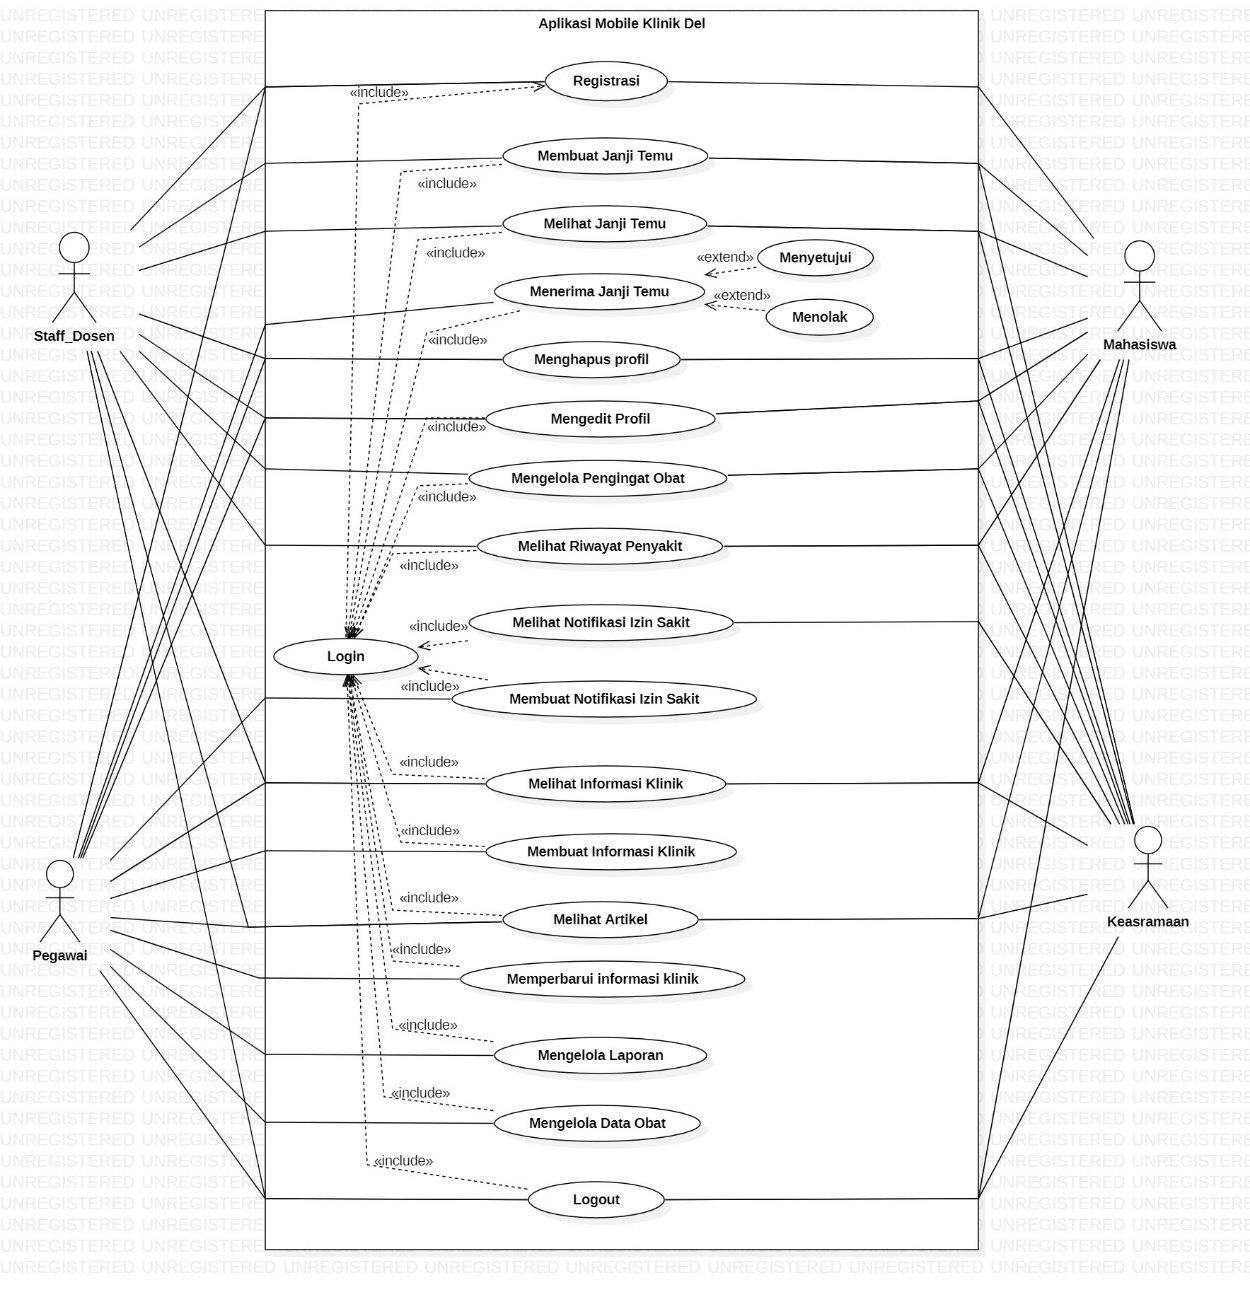 Aplikasi Mobile Klinik Del
Registrasi
«include»
Membuat Janji Temu
«include»
Melihat Janji Temu
«include»
«extend»
Menyetujui
Menerima Janji Temu
«extend»
Menolak
Staff_Dosen
«include»
Mahasiswa
Menghapus profil
Mengedit Profil
«include»
Mengelola Pengingat Obat
«include»
Melihat Riwayat Penyakit
«include»
Melihat Notifikasi Izin Sakit
«include»
Login
«include»
Membuat Notifikasi Izin Sakit
«include»
Melihat Informasi Klinik
«include»
Membuat Informasi Klinik
«include»
Melihat Artikel
Keasramaan
«include»
Pegawai
Memperbarui informasi klinik
«include»
Mengelola Laporan
«include»
Mengelola Data Obat
«include»
Logout
UNREGISTERED UNREGISTERED UNREGISTERED UNREGISTERED UNREGISTERED UNREGISTERED UNREGISTERED UNREGISTERED UNREGISTERED